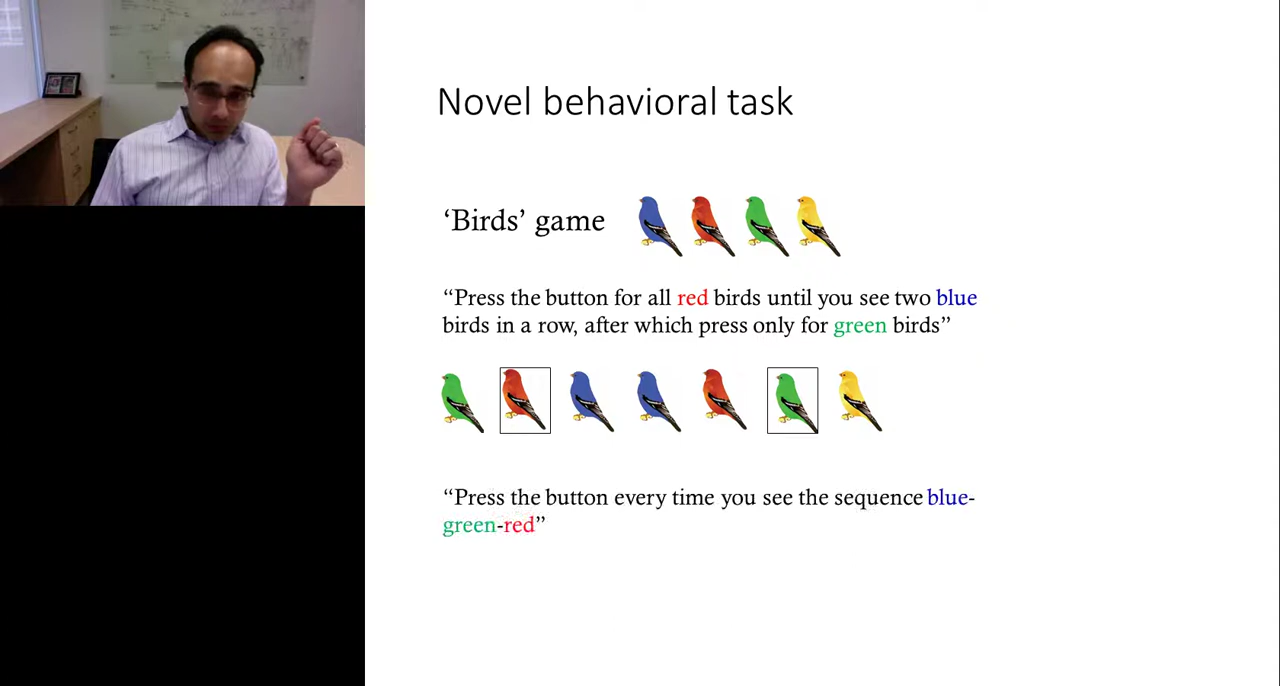 Novel behavioral task
‘Birds’ game
“Press the button for all red birds until you see two blue
birds in a row, after which press only for green birds”
“Press the button every time you see the sequence blue-
green-red”